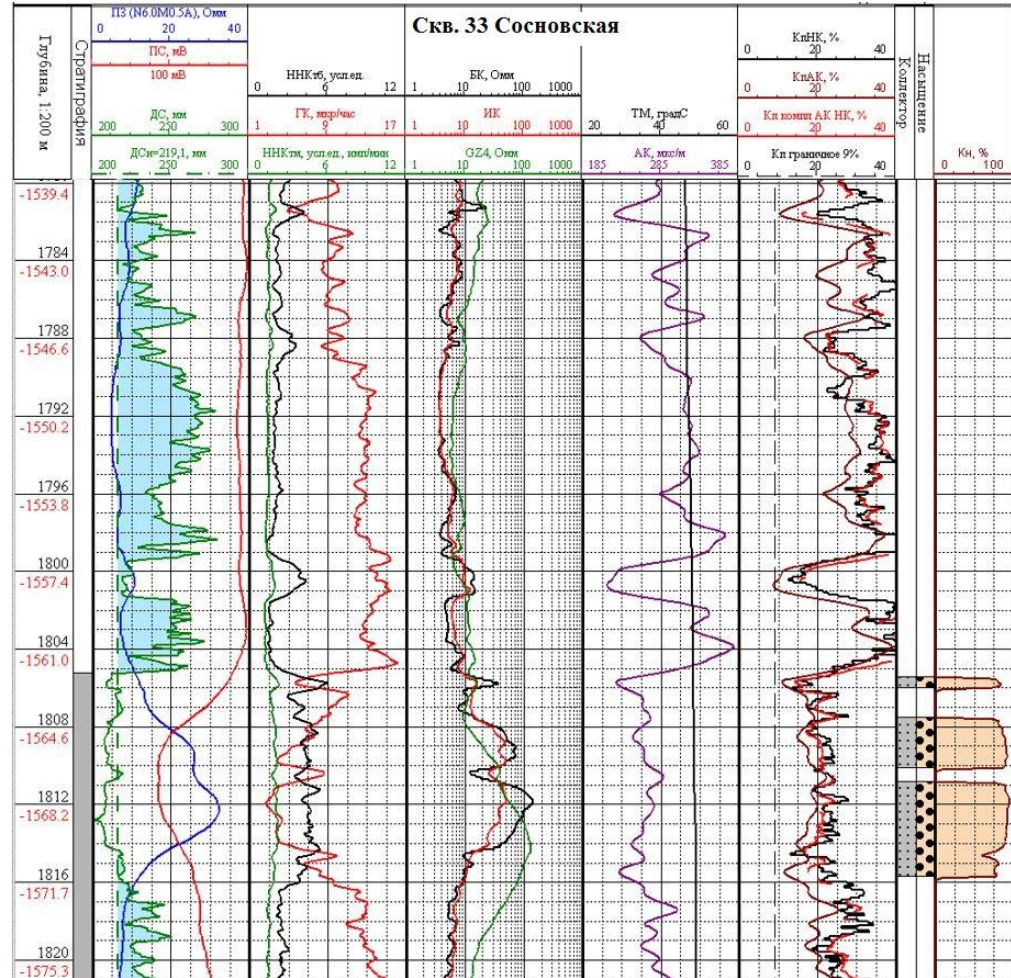 Скв. 33 Сосновская
Глубина, 1:200 м
Стратиграфия
ПЗ (N6.0M0.5A), Омм
0 20 40
ПС, мВ
100 мВ
ДС, мм
200 250 300
ДСн=219,1, мм
200 250 300
ННКтб, усл.ед.
0 6 12
ГК, мкр/час
1 9 17
ННКтм, усл.ед., имп/мин
0 6 12
БК, Омм
1 10 100 1000
ИК
1 10 100 1000
GZ4, Омм
1 10 100 1000
ТМ, градС
20 40 60
АК, мкс/м
185 285 385
КпНК, %
0 20 40
КпАК, %
0 20 40
Кп компл АК НК, %
0 20 40
Кп граничное 9%
0 20 40
Коллектор
Насыщение
Кн, %
0 100
-1539.4
1784
-1543.0
1788
-1546.6
1792
-1550.2
1796
-1553.8
1800
-1557.4
1804
-1561.0
1808
-1564.6
1812
-1568.2
1816
-1571.7
1820
-1575.3